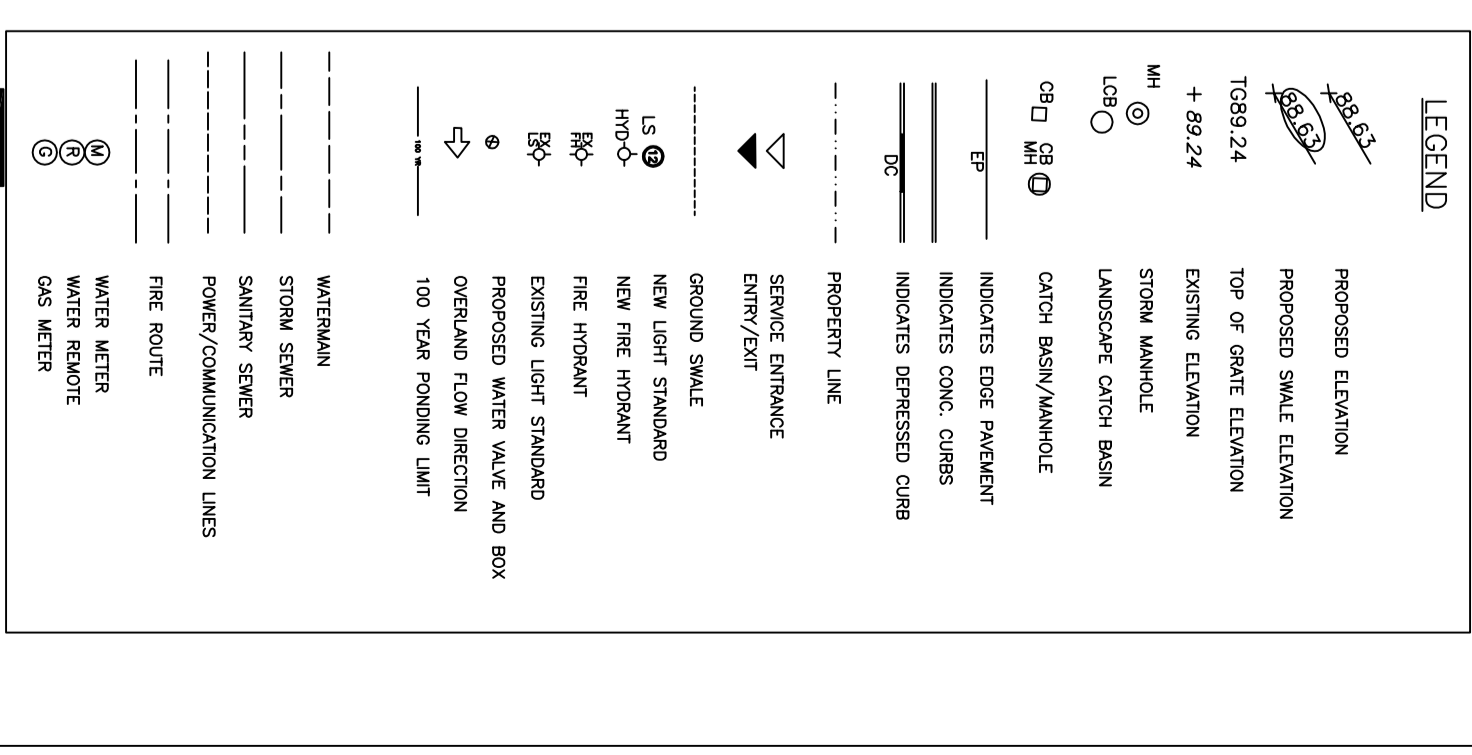 LEGEND
88.63 PROPOSED ELEVATION
88.63 PROPOSED SWALE ELEVATION
TG89.24 TOP OF GRATE ELEVATION
+ 89.24 EXISTING ELEVATION
MH STORM MANHOLE
LCB LANDSCAPE CATCH BASIN
CB CB MH CATCH BASIN/MANHOLE
EP INDICATES EDGE PAVEMENT
INDICATES CONC. CURBS
DC INDICATES DEPRESSED CURB
PROPERTY LINE
SERVICE ENTRANCE
ENTRY/EXIT
GROUND SWALE
LS 12 NEW LIGHT STANDARD
HYD NEW FIRE HYDRANT
EX FH FIRE HYDRANT
EX LS EXISTING LIGHT STANDARD
PROPOSED WATER VALVE AND BOX
OVERLAND FLOW DIRECTION
100 YR 100 YEAR PONDING LIMIT
WATERMAIN
STORM SEWER
SANITARY SEWER
POWER/COMMUNICATION LINES
FIRE ROUTE
M WATER METER
R WATER REMOTE
G GAS METER